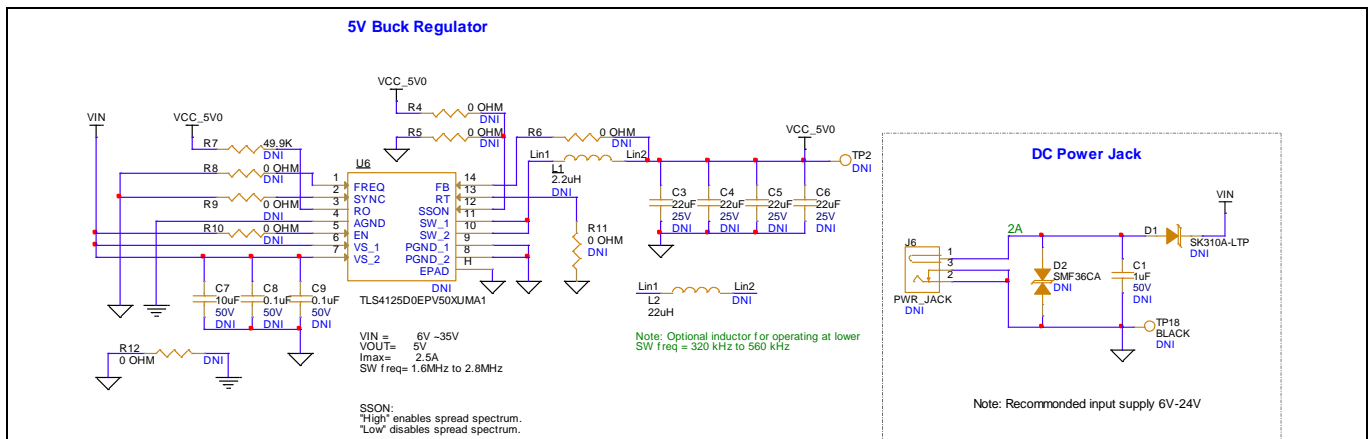 5V Buck Regulator
VCC_5V0
R4 0 OHM
DNI
R5 0 OHM
DNI
VIN
VCC_5V0
R7 49.9K
DNI
R8 0 OHM
DNI
R9 0 OHM
DNI
R10 0 OHM
DNI
U6
1 FREQ
2 SYNC
3 RO
4 AGND
5 EN
6 VS_1
7 VS_2
FB 14
RT 13
SSON 12
SW_1 11
SW_2 10
PGND_1 9
PGND_2 8
EPAD H
DNI
TLS4125D0EPV50XUMA1
R6 0 OHM
DNI
Lin1 Lin2
L1
2.2uH
DNI
R11
0 OHM
DNI
VCC_5V0
TP2
DNI
C3
22uF
25V
DNI
C4
22uF
25V
DNI
C5
22uF
25V
DNI
C6
22uF
25V
DNI
C7
10uF
50V
DNI
C8
0.1uF
50V
DNI
C9
0.1uF
50V
DNI
R12
0 OHM
DNI
Lin1 Lin2
L2
22uH
DNI
Note: Optional inductor for operating at lower
SW freq = 320 kHz to 560 kHz
VIN = 6V ~35V
VOUT= 5V
Imax= 2.5A
SW freq= 1.6MHz to 2.8MHz
SSON:
"High" enables spread spectrum.
"Low" disables spread spectrum.
DC Power Jack
VIN
2A
D1
SK310A-LTP
DNI
J6
1
3
2
PWR_JACK
DNI
D2
SMF36CA
DNI
C1
1uF
50V
DNI
TP18
BLACK
DNI
Note: Recommonded input supply 6V-24V